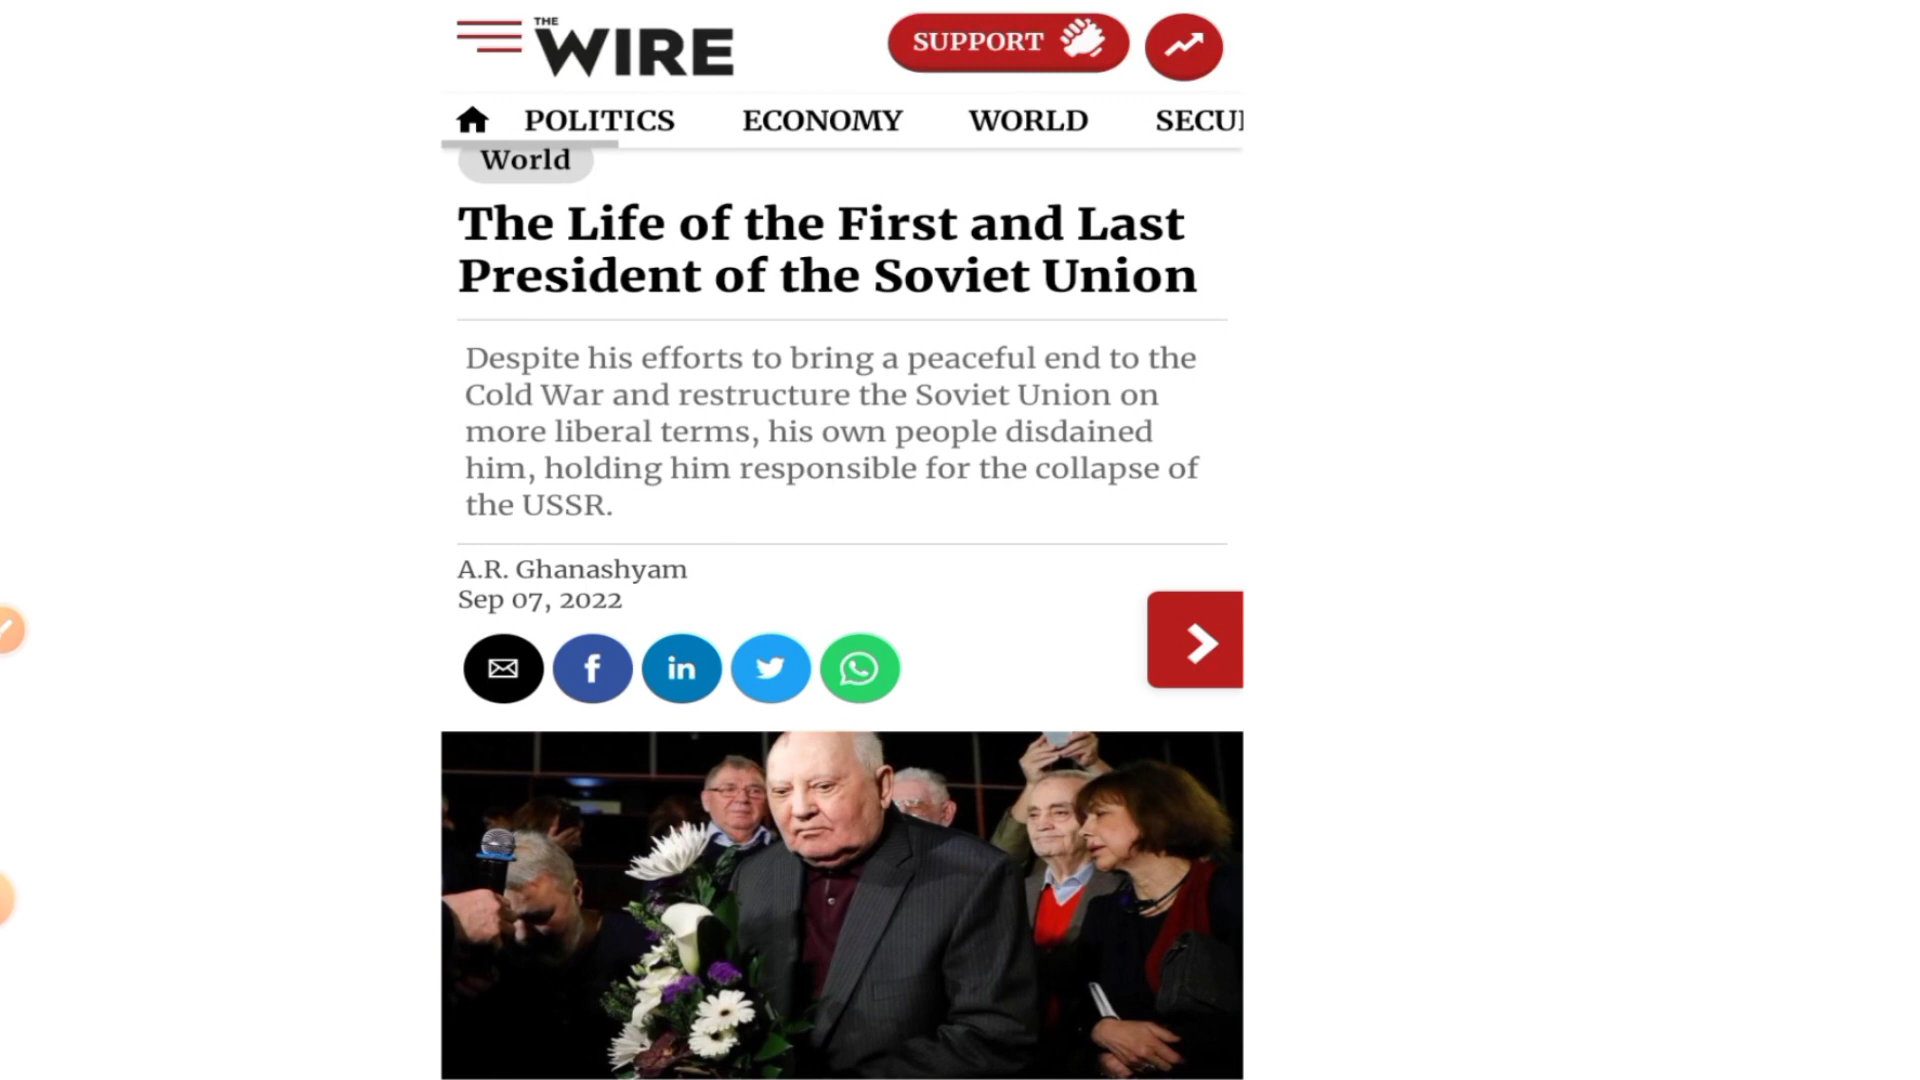 THE
WIRE
SUPPORT
POLITICS ECONOMY WORLD SECU
World
The Life of the First and Last
President of the Soviet Union
Despite his efforts to bring a peaceful end to the
Cold War and restructure the Soviet Union on
more liberal terms, his own people disdained
him, holding him responsible for the collapse of
the USSR.
A.R. Ghanashyam
Sep 07, 2022